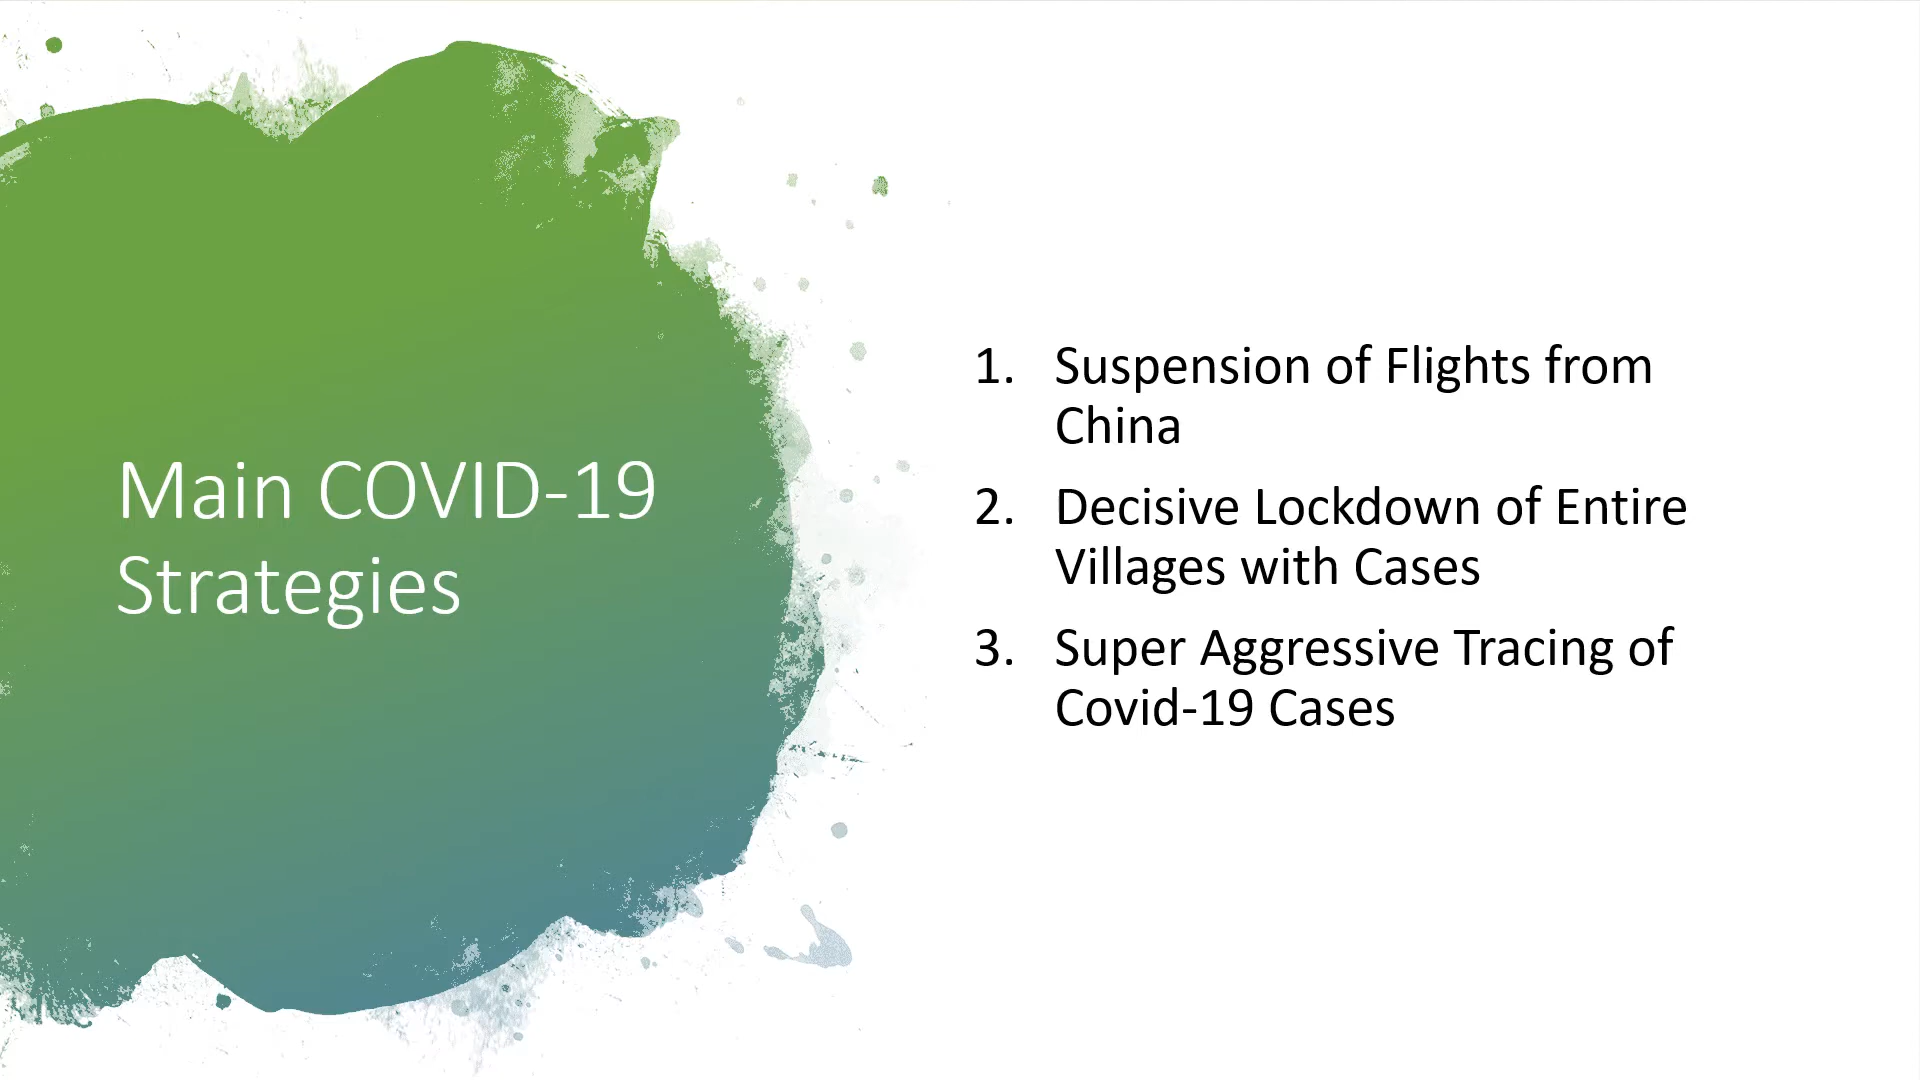 Main COVID-19
Strategies
1. Suspension of Flights from
China
2. Decisive Lockdown of Entire
Villages with Cases
3. Super Aggressive Tracing of
Covid-19 Cases